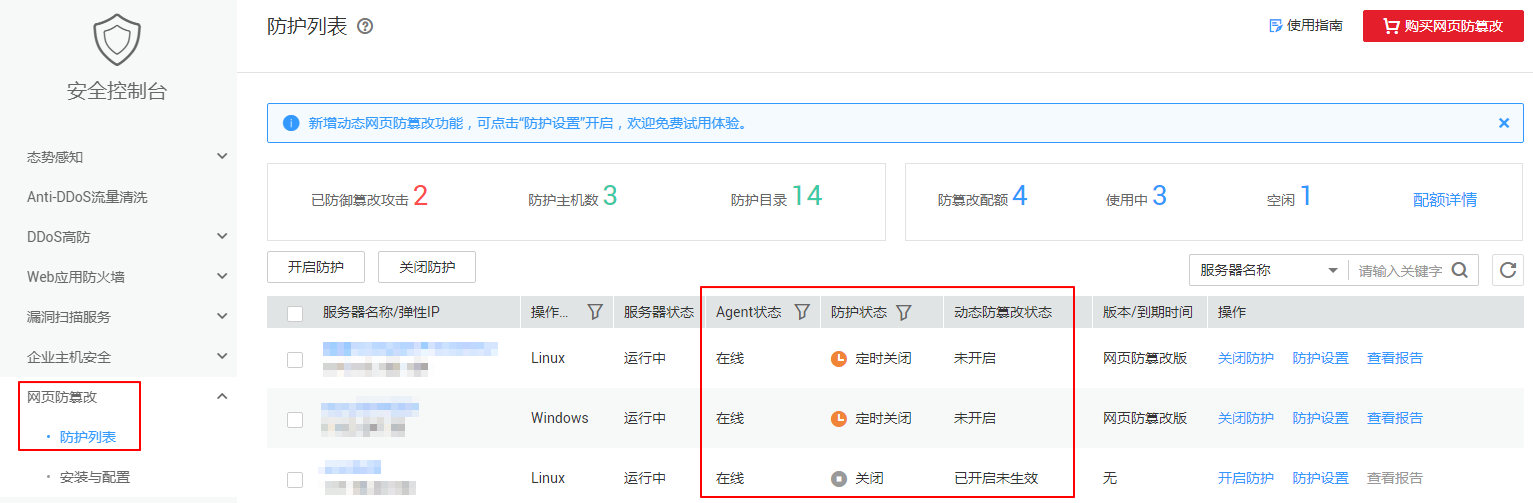 安全控制台
态势感知
Anti-DDoS流量清洗
DDoS高防
Web应用防火墙
漏洞扫描服务
企业主机安全
网页防篡改
防护列表
安装与配置
防护列表
使用指南
购买网页防篡改
新增动态网页防篡改功能，可点击“防护设置”开启，欢迎免费试用体验。
已防御篡改攻击 2 防护主机数 3 防护目录 14
防篡改配额 4 使用中 3 空闲 1 配额详情
开启防护 关闭防护
服务器名称 请输入关键字
服务器名称/弹性IP 操作... 服务器状态 Agent状态 防护状态 动态防篡改状态 版本/到期时间 操作
Linux 运行中 在线 定时关闭 未开启 网页防篡改版 关闭防护 防护设置 查看报告
Windows 运行中 在线 定时关闭 未开启 网页防篡改版 关闭防护 防护设置 查看报告
Linux 运行中 在线 关闭 已开启未生效 无 开启防护 防护设置 查看报告